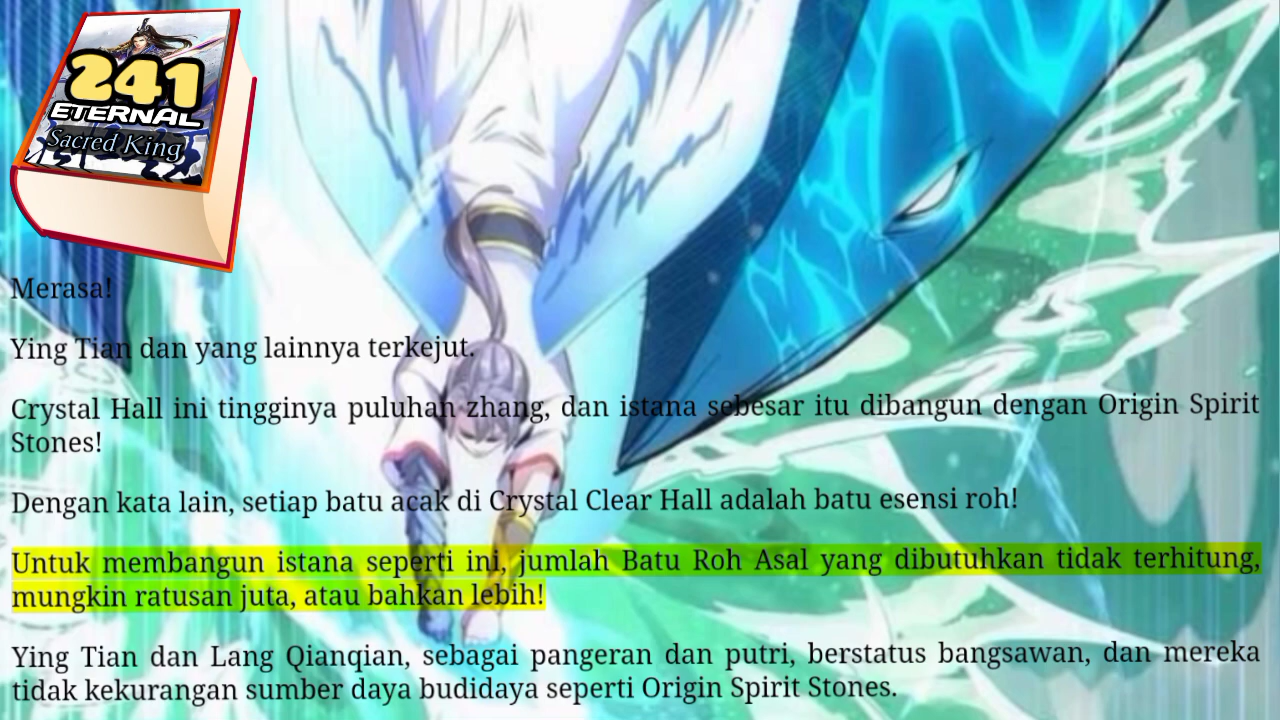 241
ETERNAL
Sacred King
Merasa!
Ying Tian dan yang lainnya terkejut.
Crystal Hall ini tingginya puluhan zhang, dan istana sebesar itu dibangun dengan Origin Spirit
Stones!
Dengan kata lain, setiap batu acak di Crystal Clear Hall adalah batu esensi roh!
Untuk membangun istana seperti ini, jumlah Batu Roh Asal yang dibutuhkan tidak terhitung,
mungkin ratusan juta, atau bahkan lebih!
Ying Tian dan Lang Qianqian, sebagai pangeran dan putri, berstatus bangsawan, dan mereka
tidak kekurangan sumber daya budidaya seperti Origin Spirit Stones.